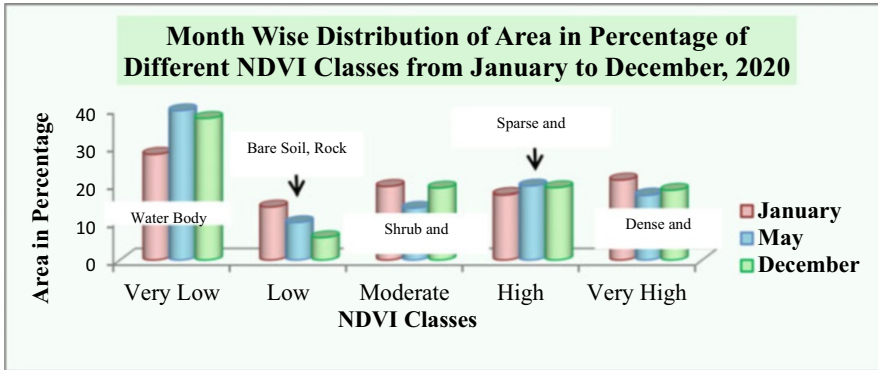 Month Wise Distribution of Area in Percentage of
Different NDVI Classes from January to December, 2020
Area in Percentage
40
30
20
10
0
Water Body
Bare Soil, Rock
Shrub and
Sparse and
Dense and
Very Low
Low
Moderate
High
Very High
NDVI Classes
January
May
December